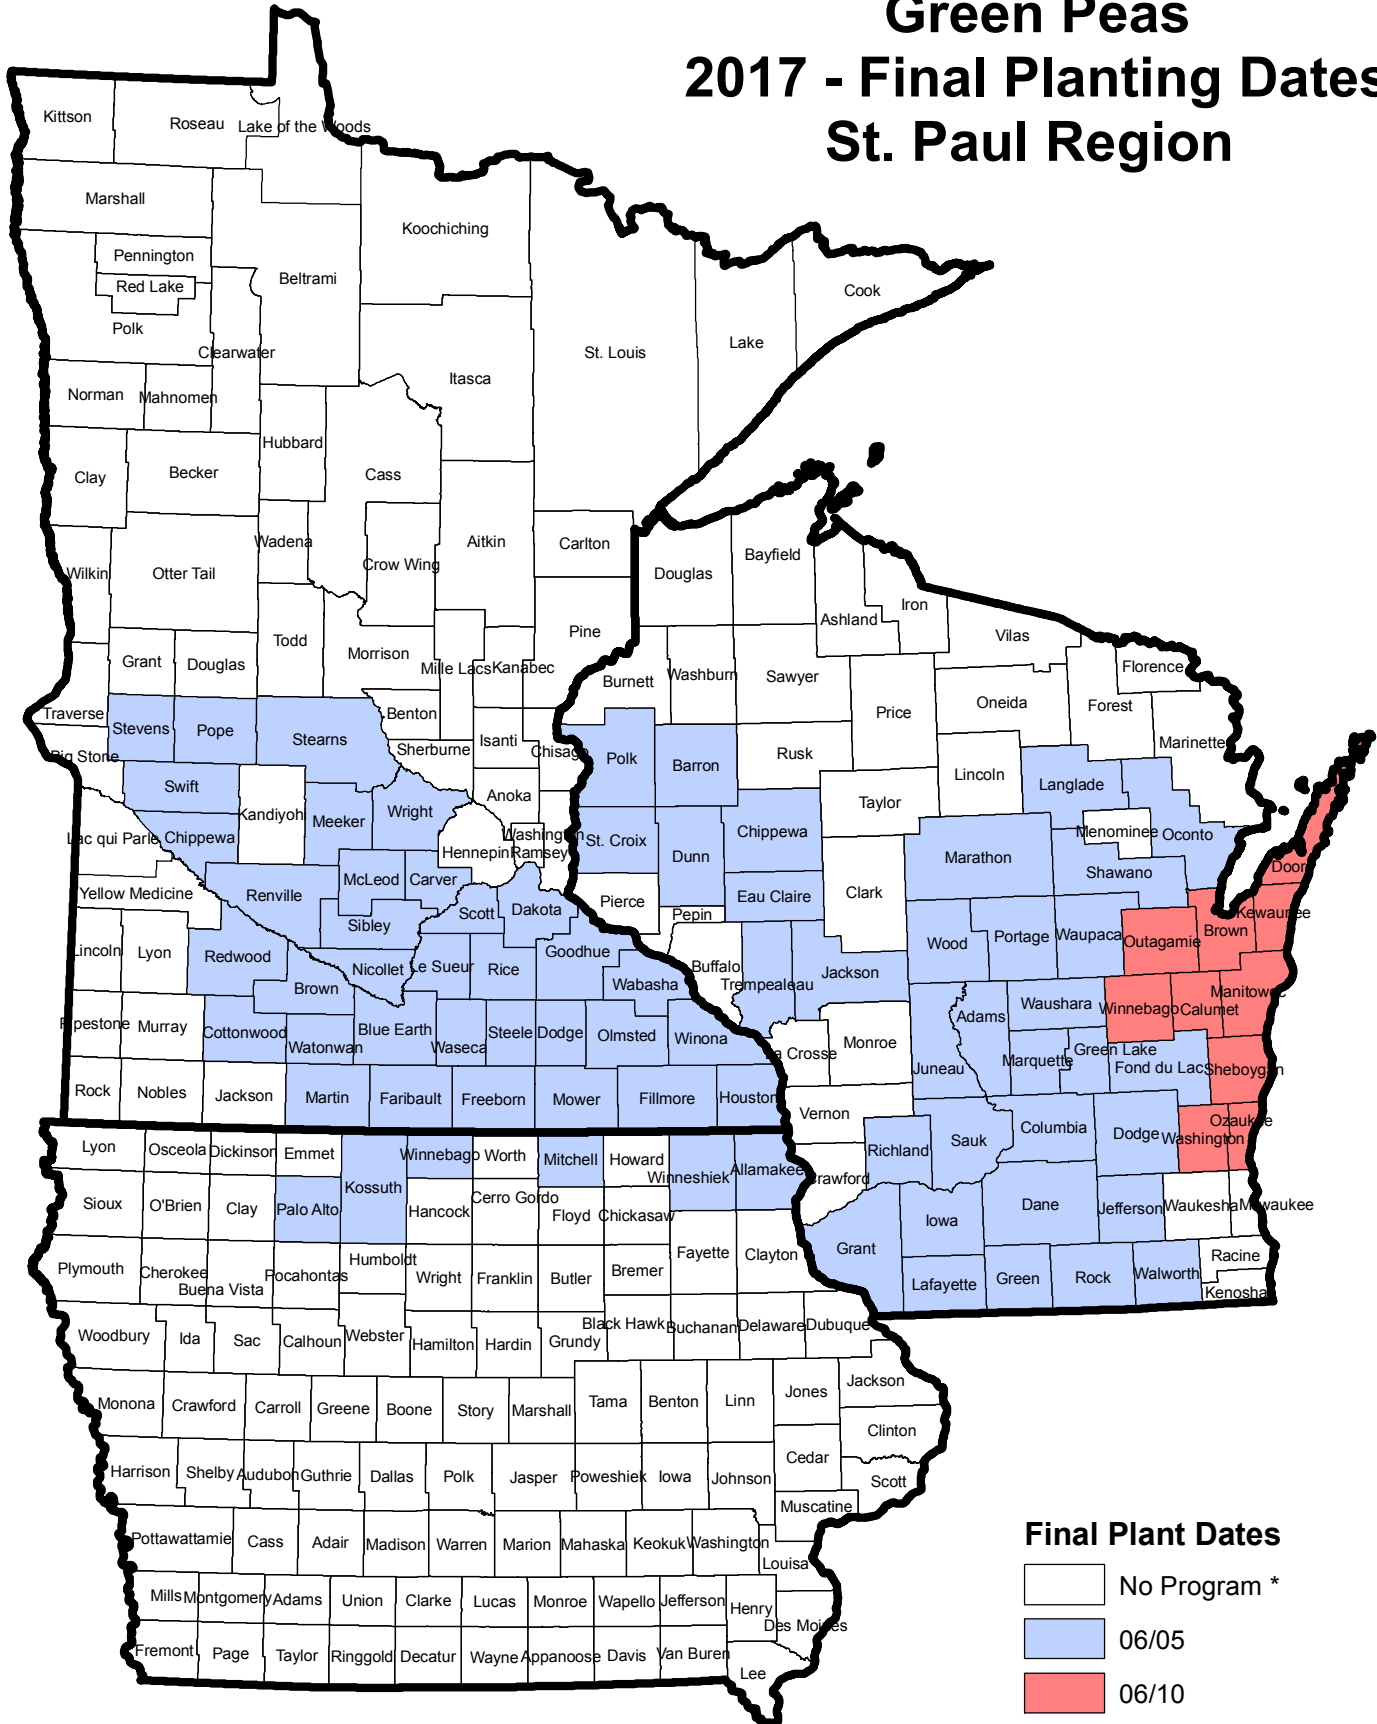 Green Peas
2017 - Final Planting Dates
St. Paul Region
Kittson
Roseau
Lake of the Woods
Marshall
Koochiching
Pennington
Beltrami
Red Lake
Cook
Polk
Clearwater
St. Louis
Lake
Itasca
Norman
Mahnomen
Hubbard
Clay
Becker
Cass
Wadena
Aitkin
Carlton
Crow Wing
Wilkin
Otter Tail
Douglas
Bayfield
Iron
Ashland
Pine
Todd
Vilas
Grant
Douglas
Morrison
Mille Lacs
Kanabec
Burnett
Washburn
Sawyer
Florence
Oneida
Forest
Price
Traverse
Stevens
Pope
Stearns
Benton
Sherburne
Isanti
Chisago
Marinette
Big Stone
Polk
Barron
Rusk
Lincoln
Langlade
Swift
Kandiyohi
Anoka
Taylor
Meeker
Wright
Lac qui Parle
Chippewa
Washington
Hennepin
Ramsey
St. Croix
Chippewa
Menominee
Oconto
Dunn
Marathon
Shawano
Door
McLeod
Carver
Yellow Medicine
Renville
Eau Claire
Clark
Scott
Dakota
Pierce
Pepin
Kewaunee
Sibley
Brown
Outagamie
Wood
Portage
Waupaca
Lincoln
Lyon
Redwood
Nicollet
Le Sueur
Rice
Goodhue
Buffalo
Trempealeau
Jackson
Wabasha
Brown
Manitowoc
Waushara
Winnebago
Calumet
Adams
Pipestone
Murray
Cottonwood
Watonwan
Blue Earth
Waseca
Steele
Dodge
Olmsted
Winona
La Crosse
Monroe
Juneau
Marquette
Green Lake
Fond du Lac
Sheboygan
Rock
Nobles
Jackson
Martin
Faribault
Freeborn
Mower
Fillmore
Houston
Vernon
Columbia
Dodge
Ozaukee
Washington
Sauk
Richland
Lyon
Osceola
Dickinson
Emmet
Winnebago
Worth
Mitchell
Howard
Winneshiek
Allamakee
Crawford
Kossuth
Sioux
O'Brien
Clay
Palo Alto
Hancock
Cerro Gordo
Floyd
Chickasaw
Dane
Jefferson
Waukesha
Milwaukee
Iowa
Grant
Fayette
Clayton
Racine
Plymouth
Cherokee
Buena Vista
Pocahontas
Humboldt
Wright
Franklin
Butler
Bremer
Lafayette
Green
Rock
Walworth
Kenosha
Woodbury
Ida
Sac
Calhoun
Webster
Hamilton
Hardin
Grundy
Black Hawk
Buchanan
Delaware
Dubuque
Monona
Crawford
Carroll
Greene
Boone
Story
Marshall
Tama
Benton
Linn
Jones
Jackson
Clinton
Harrison
Shelby
Audubon
Guthrie
Dallas
Polk
Jasper
Poweshiek
Iowa
Johnson
Cedar
Scott
Muscatine
Pottawattamie
Cass
Adair
Madison
Warren
Marion
Mahaska
Keokuk
Washington
Louisa
Mills
Montgomery
Adams
Union
Clarke
Lucas
Monroe
Wapello
Jefferson
Henry
Des Moines
Fremont
Page
Taylor
Ringgold
Decatur
Wayne
Appanoose
Davis
Van Buren
Lee
Final Plant Dates
No Program *
06/05
06/10